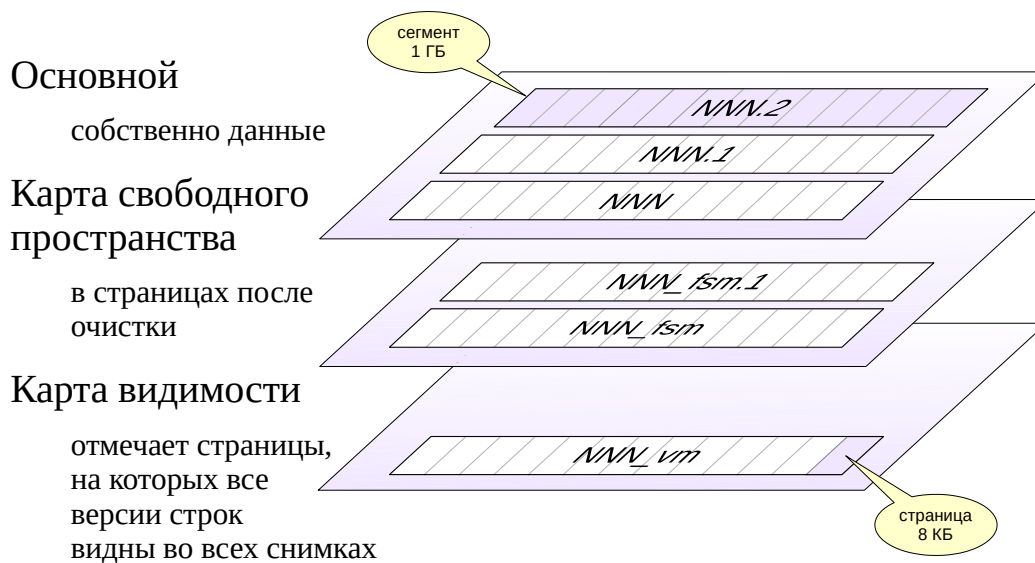 сегмент
1 ГБ
Основной
собственно данные
Карта свободного
пространства
в страницах после
очистки
Карта видимости
отмечает страницы,
на которых все
версии строк
видны во всех снимках
NNN.2
NNN.1
NNN
NNN_fsm.1
NNN_fsm
NNN_vm
страница
8 КБ